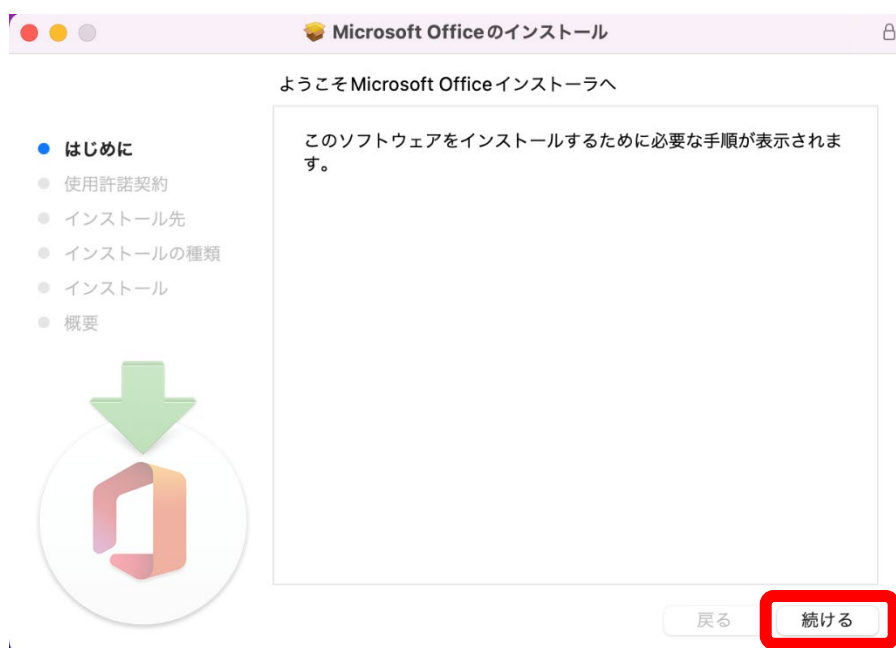 Microsoft Officeのインストール
ようこそMicrosoft Officeインストーラへ
はじめに
使用許諾契約
インストール先
インストールの種類
インストール
概要
このソフトウェアをインストールするために必要な手順が表示されま
す。
戻る
続ける